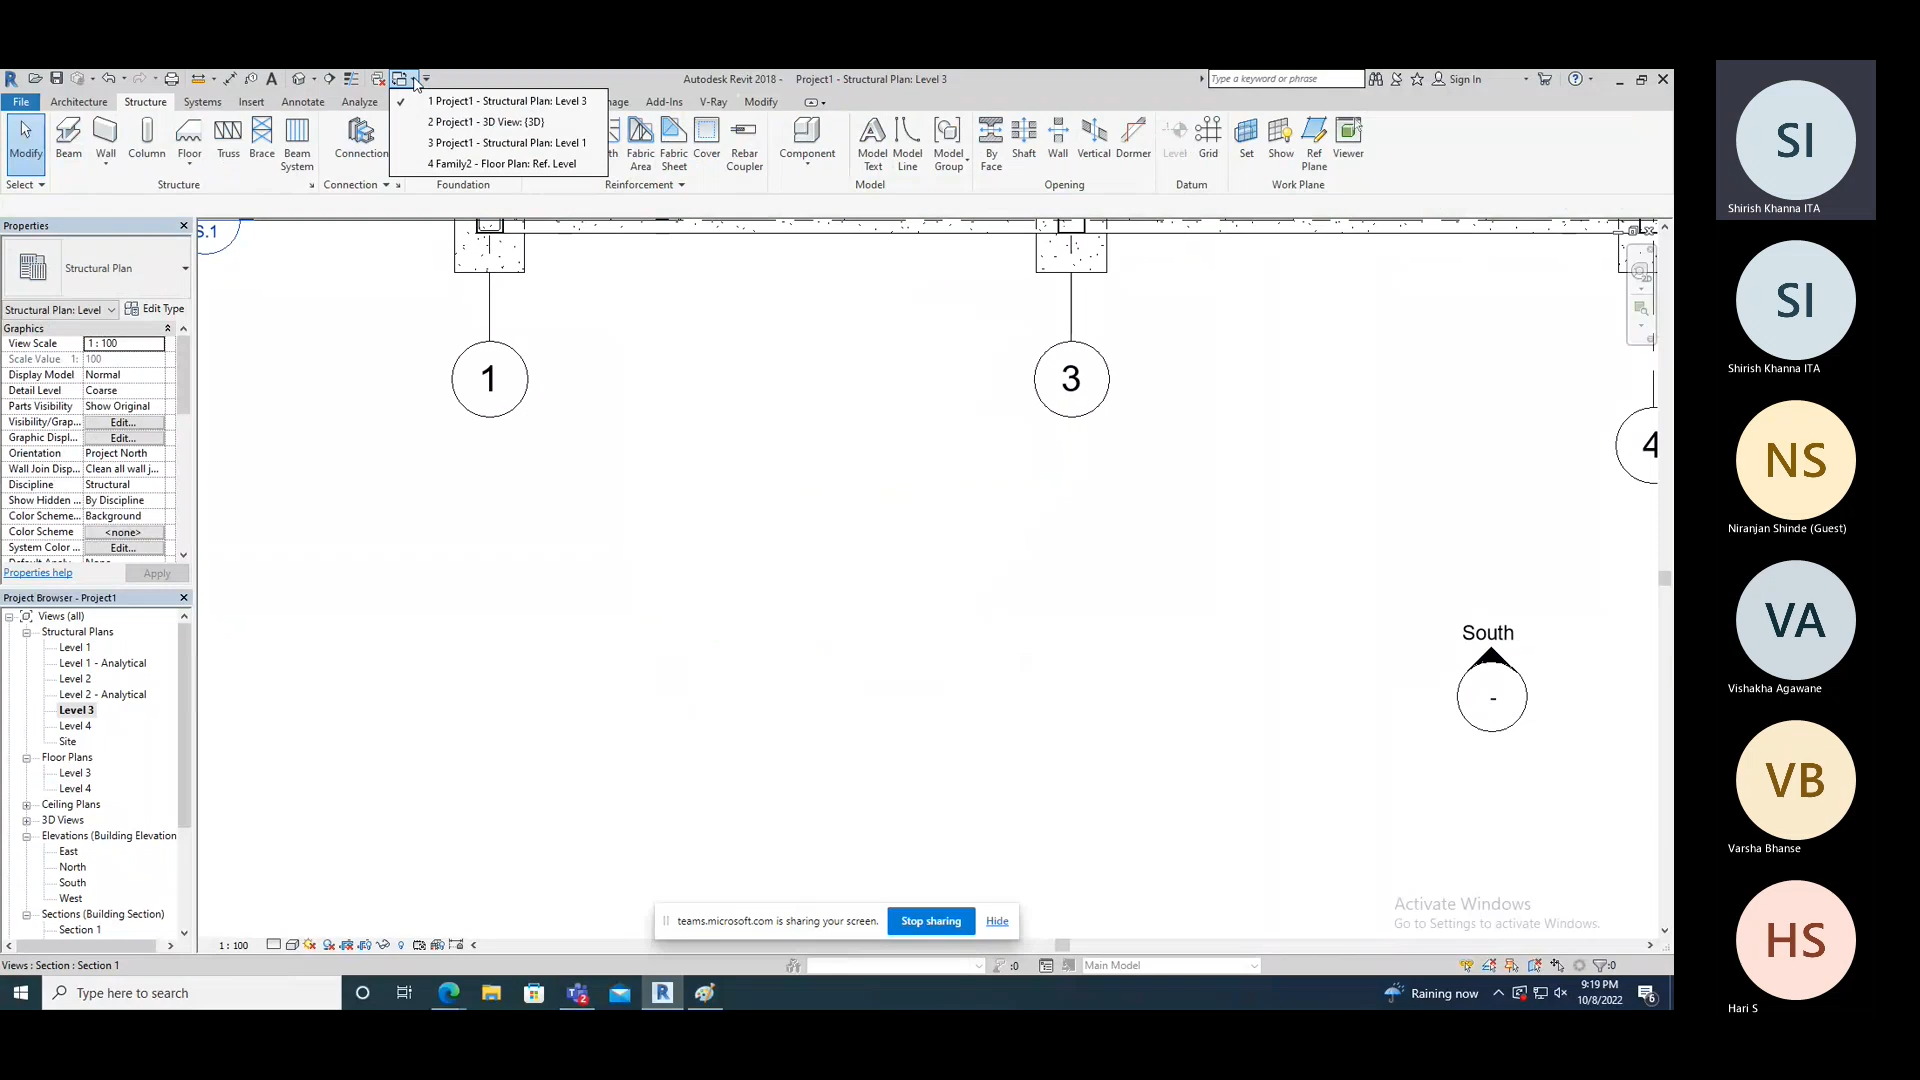 Autodesk Revit 2018 - Project1 - Structural Plan: Level 3
Type a keyword or phrase
Sign In
File Architecture Structure Systems Insert Annotate Analyze Add-Ins V-Ray Modify
1 Project1 - Structural Plan: Level 3
2 Project1 - 3D View: {3D}
3 Project1 - Structural Plan: Level 1
4 Family2 - Floor Plan: Ref. Level
Modify Beam Wall Column Floor Truss Brace Beam System Connection
Fabric Area Fabric Sheet Cover Rebar Coupler Component Model Text Model Line Model Group By Face Shaft Wall Vertical Dormer Level Grid Set Show Ref Plane Viewer
Select Structure Connection Foundation Reinforcement Model Opening Datum Work Plane
Properties
Structural Plan
Structural Plan: Level Edit Type
Graphics
View Scale 1 : 100
Scale Value 1: 100
Display Model Normal
Detail Level Coarse
Parts Visibility Show Original
Visibility/Grap... Edit...
Graphic Displ... Edit...
Orientation Project North
Wall Join Disp... Clean all wall j...
Discipline Structural
Show Hidden ... By Discipline
Color Scheme... Background
Color Scheme <none>
System Color ... Edit...
Properties help Apply
Project Browser - Project1
Views (all)
Structural Plans
Level 1
Level 1 - Analytical
Level 2
Level 2 - Analytical
Level 3
Level 4
Site
Floor Plans
Level 3
Level 4
Ceiling Plans
3D Views
Elevations (Building Elevation
East
North
South
West
Sections (Building Section)
Section 1
S.1
1
3
4
South
-
teams.microsoft.com is sharing your screen. Stop sharing Hide
Activate Windows
Go to Settings to activate Windows.
1 : 100
Views : Section : Section 1
:0
Main Model
:0
Type here to search
2
Raining now
9:19 PM
10/8/2022
6
SI
Shirish Khanna ITA
SI
Shirish Khanna ITA
NS
Niranjan Shinde (Guest)
VA
Vishakha Agawane
VB
Varsha Bhanse
HS
Hari S